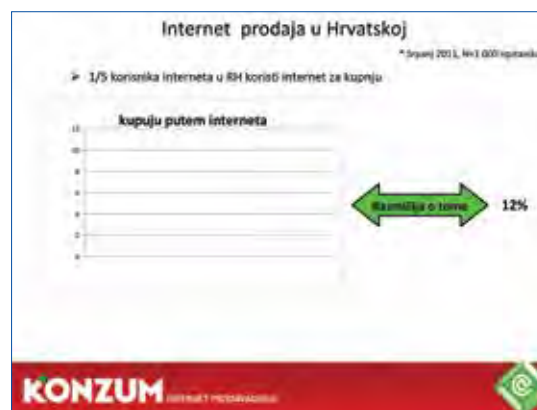 Internet prodaja u Hrvatskoj
* Srpanj 2011, N=1 000 ispitanika
➢ 1/5 korisnika interneta u RH koristi internet za kupnju
kupuju putem interneta
12
10
8
6
4
2
0
Razmišlja o tome
12%
KONZUM